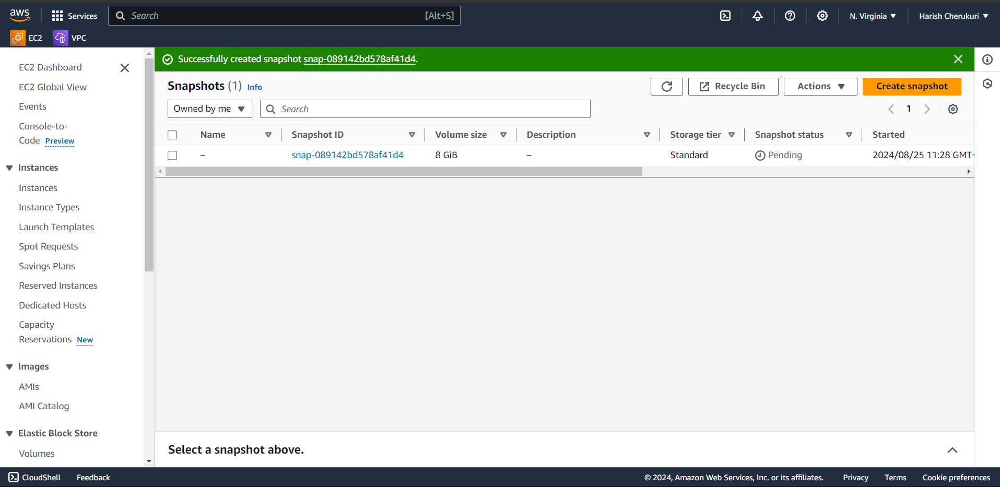 aws
Services
Search
[Alt+S]
N. Virginia
Harish Cherukuri
EC2
VPC
EC2 Dashboard
EC2 Global View
Events
Console-to-
Code Preview
Instances
Instances
Instance Types
Launch Templates
Spot Requests
Savings Plans
Reserved Instances
Dedicated Hosts
Capacity
Reservations New
Images
AMIs
AMI Catalog
Elastic Block Store
Volumes
Successfully created snapshot snap-089142bd578af41d4.
Snapshots (1) Info
Recycle Bin
Actions
Create snapshot
Owned by me
Search
1
Name Snapshot ID Volume size Description Storage tier Snapshot status Started
– snap-089142bd578af41d4 8 GiB – Standard Pending 2024/08/25 11:28 GMT+
Select a snapshot above.
CloudShell Feedback © 2024, Amazon Web Services, Inc. or its affiliates. Privacy Terms Cookie preferences